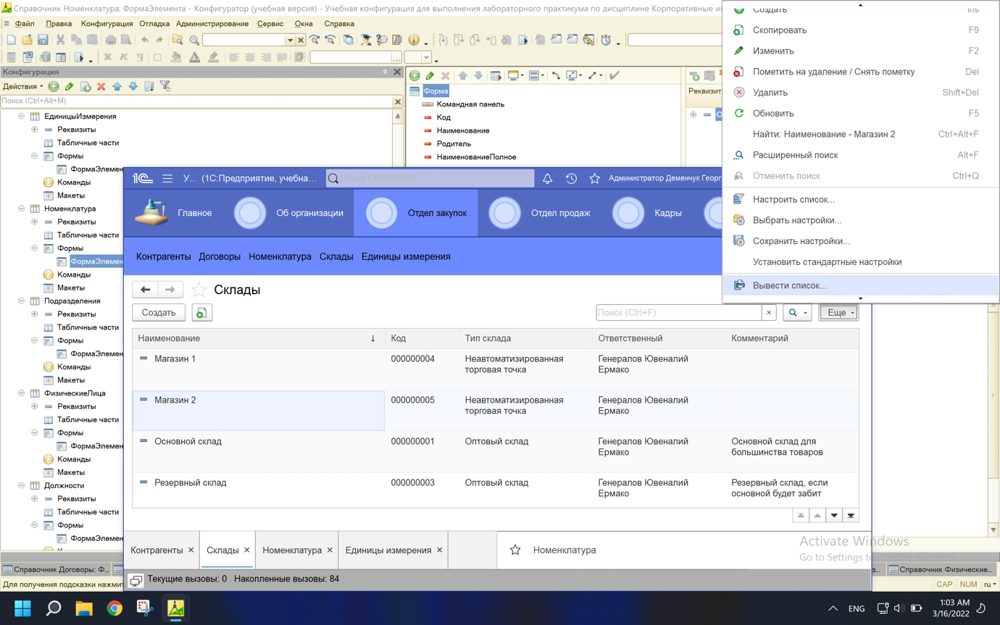 Справочник Номенклатура: ФормаЭлемента - Конфигуратор (учебная версия) - Учебная конфигурация для выполнения лабораторного практикума по дисциплине Корпоративные
Файл Правка Конфигурация Отладка Администрирование Сервис Окна Справка
Конфигурация
Действия
Поиск (Ctrl+Alt+M)
ЕдиницыИзмерения
Реквизиты
Табличные части
Формы
ФормаЭлемен
Команды
Макеты
Номенклатура
Реквизиты
Табличные части
Формы
ФормаЭлемен
Команды
Макеты
Подразделения
Реквизиты
Табличные части
Формы
ФормаЭлемен
Команды
Макеты
ФизическиеЛица
Реквизиты
Табличные части
Формы
ФормаЭлемен
Команды
Макеты
Должности
Реквизиты
Табличные части
Формы
ФормаЭлемен
Форма
Командная панель
Код
Наименование
Родитель
НаименованиеПолное
Реквизит
Создать Ins
Скопировать F9
Изменить F2
Пометить на удаление / Снять пометку Del
Удалить Shift+Del
Обновить F5
Найти: Наименование - Магазин 2 Ctrl+Alt+F
Расширенный поиск Alt+F
Отменить поиск Ctrl+Q
Настроить список...
Выбрать настройки...
Сохранить настройки...
Установить стандартные настройки
Вывести список...
1С У... (1С:Предприятие, учебна... Поиск Ctrl+Shift+F Администратор Деменчук Георг
Главное Об организации Отдел закупок Отдел продаж Кадры
Контрагенты Договоры Номенклатура Склады Единицы измерения
Склады
Создать Поиск (Ctrl+F) × Еще
Наименование ↓ Код Тип склада Ответственный Комментарий
Магазин 1 000000004 Неавтоматизированная торговая точка Генералов Ювеналий Ермако
Магазин 2 000000005 Неавтоматизированная торговая точка Генералов Ювеналий Ермако
Основной склад 000000001 Оптовый склад Генералов Ювеналий Ермако Основной склад для большинства товаров
Резервный склад 000000003 Оптовый склад Генералов Ювеналий Ермако Резервный склад, если основной будет забит
Контрагенты × Склады × Номенклатура × Единицы измерения × Номенклатура
Текущие вызовы: 0 Накопленные вызовы: 84
Activate Windows
Go to Settings to activate Windows.
Справочник Договоры: Ф... Справочник Физические...
Для получения подсказки нажмит CAP NUM ru
ENG 1:03 AM
3/16/2022